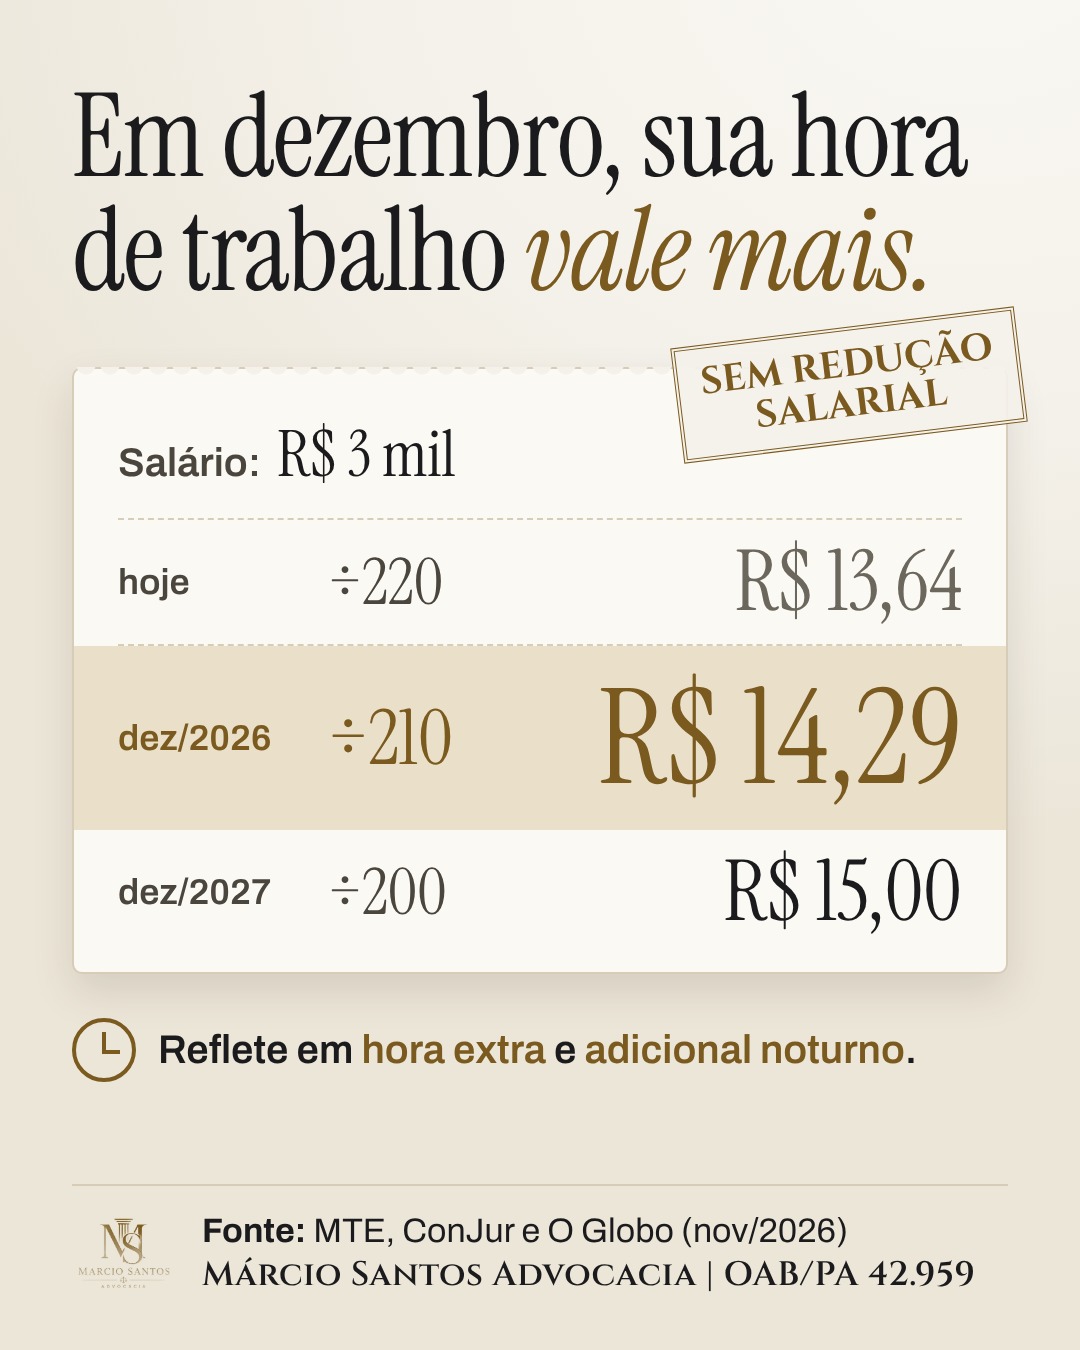 Em dezembro, sua hora
de trabalho vale mais.
SEM REDUÇÃO
SALARIAL
Salário: R$ 3 mil
hoje ÷220 R$ 13,64
dez/2026 ÷210 R$ 14,29
dez/2027 ÷200 R$ 15,00
Reflete em hora extra e adicional noturno.
MS
MARCIO SANTOS
ADVOCACIA
Fonte: MTE, ConJur e O Globo (nov/2026)
MÁRCIO SANTOS ADVOCACIA | OAB/PA 42.959